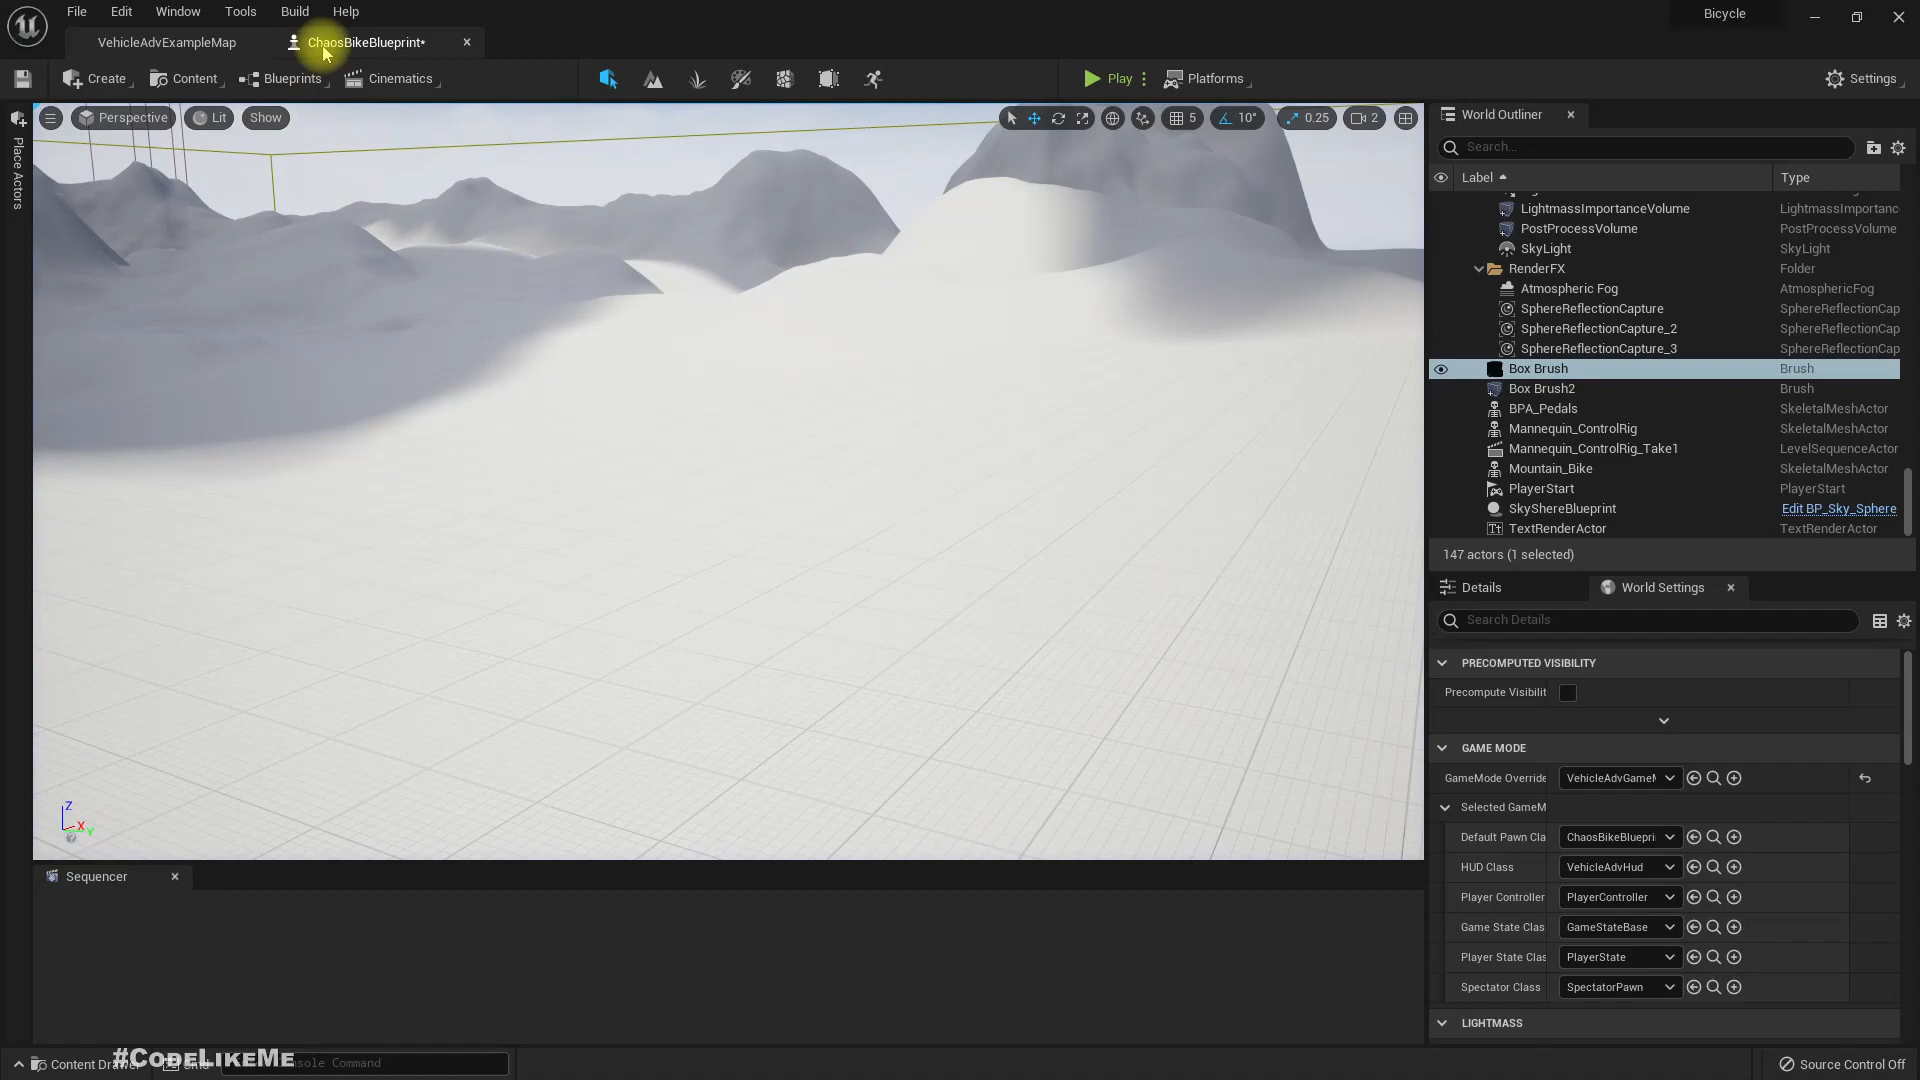 File Edit Window Tools Build Help
Bicycle
VehicleAdvExampleMap
ChaosBikeBlueprint*
Create
Content
Blueprints
Cinematics
Play
Platforms
Settings
Place Actors
Perspective
Lit
Show
5
10°
0.25
2
World Outliner
Search...
Label
Type
LightmassImportanceVolume LightmassImportanc
PostProcessVolume PostProcessVolume
SkyLight SkyLight
RenderFX Folder
Atmospheric Fog AtmosphericFog
SphereReflectionCapture SphereReflectionCap
SphereReflectionCapture_2 SphereReflectionCap
SphereReflectionCapture_3 SphereReflectionCap
Box Brush Brush
Box Brush2 Brush
BPA_Pedals SkeletalMeshActor
Mannequin_ControlRig SkeletalMeshActor
Mannequin_ControlRig_Take1 LevelSequenceActor
Mountain_Bike SkeletalMeshActor
PlayerStart PlayerStart
SkyShereBlueprint Edit BP_Sky_Sphere
TextRenderActor TextRenderActor
147 actors (1 selected)
Details
World Settings
Search Details
PRECOMPUTED VISIBILITY
Precompute Visibilit
GAME MODE
GameMode Override VehicleAdvGameM
Selected GameM
Default Pawn Cla ChaosBikeBluepri
HUD Class VehicleAdvHud
Player Controller PlayerController
Game State Clas GameStateBase
Player State Clas PlayerState
Spectator Class SpectatorPawn
LIGHTMASS
Z
X
Y
Sequencer
#CodeLikeMe
Content Drawer
Console Command
Source Control Off